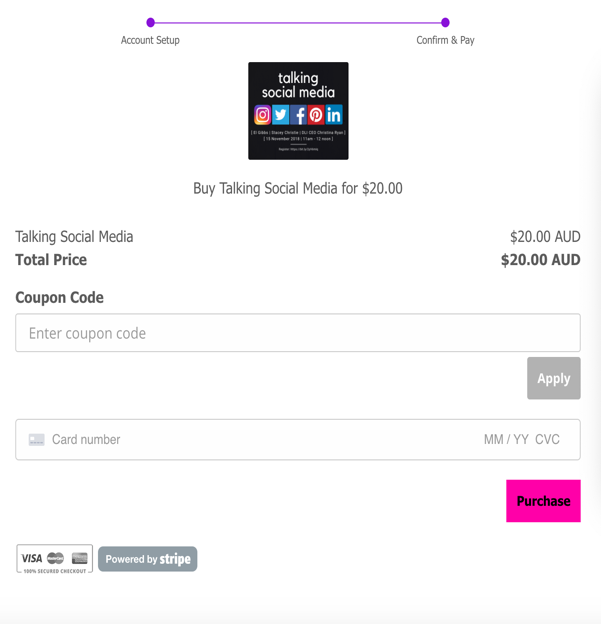 Account Setup
Confirm & Pay
talking
social media
[ El Gibbs | Stacey Christie | DLI CEO Christina Ryan ]
[ 15 November 2018 | 11am - 12 noon ]
Buy Talking Social Media for $20.00
Talking Social Media $20.00 AUD
Total Price $20.00 AUD
Coupon Code
Enter coupon code
Apply
Card number MM / YY CVC
Purchase
VISA
100% SECURED CHECKOUT
Powered by stripe